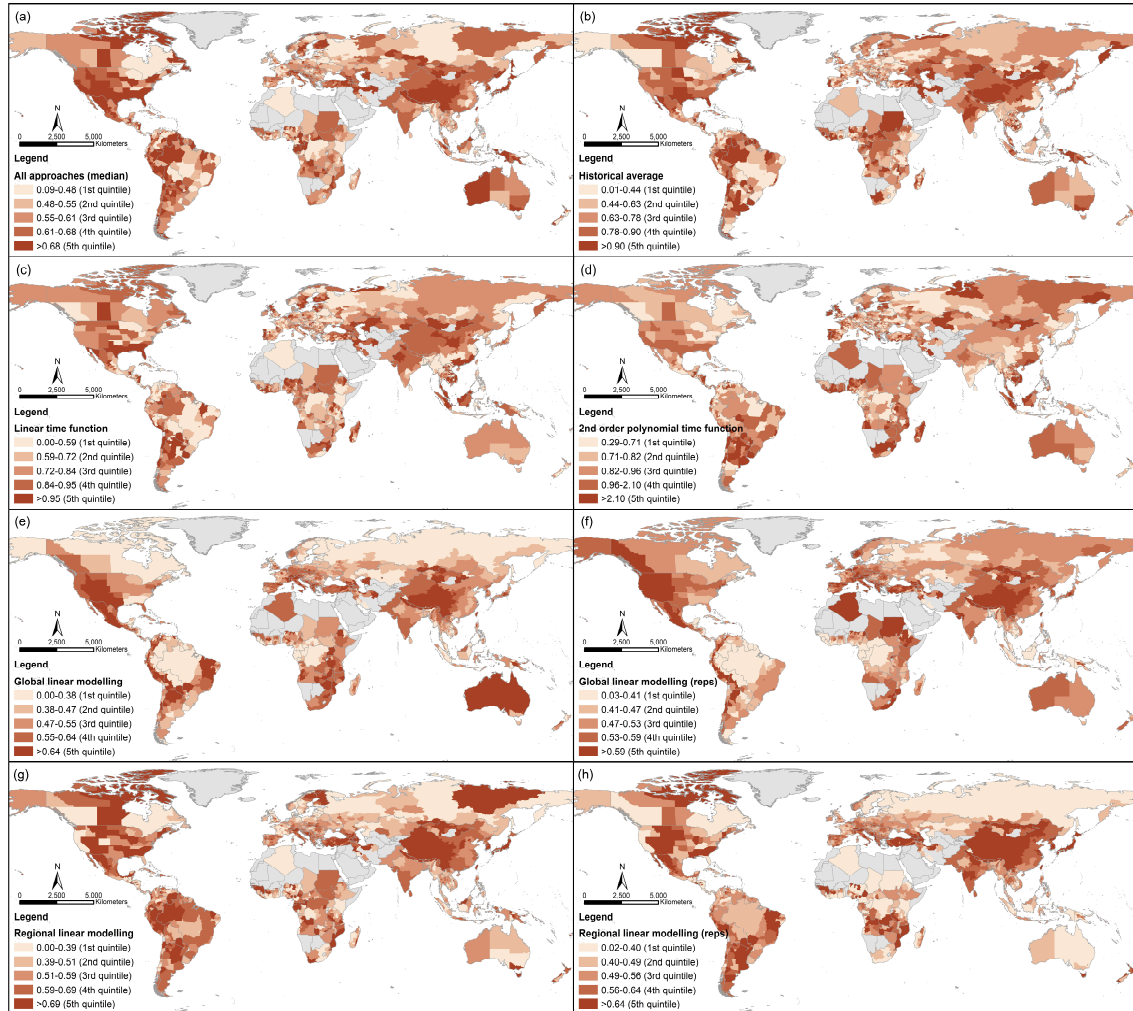 (a)
N
0 2,500 5,000
Kilometers
Legend
All approaches (median)
0.09-0.48 (1st quintile)
0.48-0.55 (2nd quintile)
0.55-0.61 (3rd quintile)
0.61-0.68 (4th quintile)
>0.68 (5th quintile)
(b)
N
0 2,500 5,000
Kilometers
Legend
Historical average
0.01-0.44 (1st quintile)
0.44-0.63 (2nd quintile)
0.63-0.78 (3rd quintile)
0.78-0.90 (4th quintile)
>0.90 (5th quintile)
(c)
N
0 2,500 5,000
Kilometers
Legend
Linear time function
0.00-0.59 (1st quintile)
0.59-0.72 (2nd quintile)
0.72-0.84 (3rd quintile)
0.84-0.95 (4th quintile)
>0.95 (5th quintile)
(d)
N
0 2,500 5,000
Kilometers
Legend
2nd order polynomial time function
0.29-0.71 (1st quintile)
0.71-0.82 (2nd quintile)
0.82-0.96 (3rd quintile)
0.96-2.10 (4th quintile)
>2.10 (5th quintile)
(e)
N
0 2,500 5,000
Kilometers
Legend
Global linear modelling
0.00-0.38 (1st quintile)
0.38-0.47 (2nd quintile)
0.47-0.55 (3rd quintile)
0.55-0.64 (4th quintile)
>0.64 (5th quintile)
(f)
N
0 2,500 5,000
Kilometers
Legend
Global linear modelling (reps)
0.03-0.41 (1st quintile)
0.41-0.47 (2nd quintile)
0.47-0.53 (3rd quintile)
0.53-0.59 (4th quintile)
>0.59 (5th quintile)
(g)
N
0 2,500 5,000
Kilometers
Legend
Regional linear modelling
0.00-0.39 (1st quintile)
0.39-0.51 (2nd quintile)
0.51-0.59 (3rd quintile)
0.59-0.69 (4th quintile)
>0.69 (5th quintile)
(h)
N
0 2,500 5,000
Kilometers
Legend
Regional linear modelling (reps)
0.02-0.40 (1st quintile)
0.40-0.49 (2nd quintile)
0.49-0.56 (3rd quintile)
0.56-0.64 (4th quintile)
>0.64 (5th quintile)